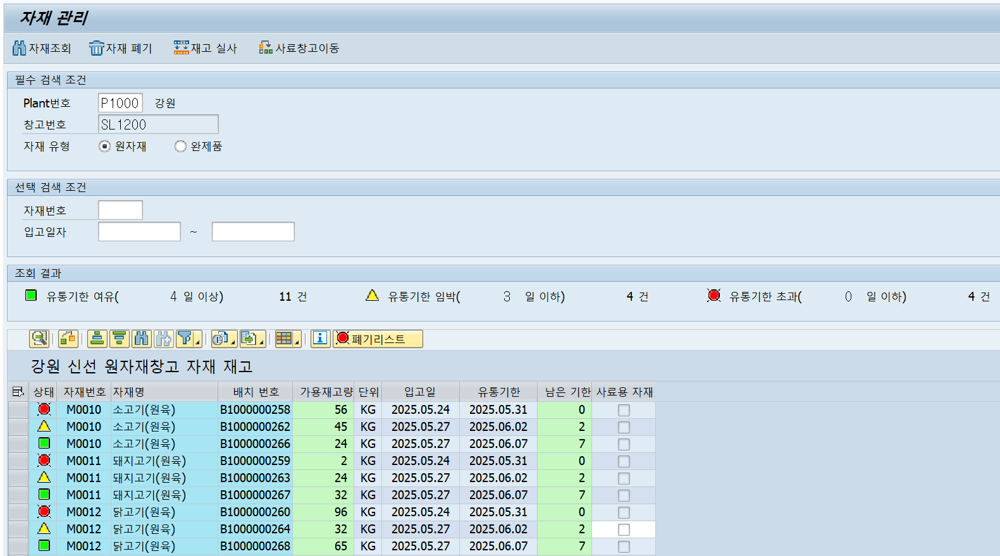 자재 관리
자재조회 자재 폐기 재고 실사 사료창고이동
필수 검색 조건
Plant번호 P1000 강원
창고번호 SL1200
자재 유형 원자재 완제품
선택 검색 조건
자재번호
입고일자 ~
조회 결과
유통기한 여유( 4 일 이상) 11 건 유통기한 임박( 3 일 이하) 4 건 유통기한 초과( 0 일 이하) 4 건
폐기리스트
강원 신선 원자재창고 자재 재고
상태 자재번호 자재명 배치 번호 가용재고량 단위 입고일 유통기한 남은 기한 사료용 자재
M0010 소고기(원육) B1000000258 56 KG 2025.05.24 2025.05.31 0
M0010 소고기(원육) B1000000262 45 KG 2025.05.27 2025.06.02 2
M0010 소고기(원육) B1000000266 24 KG 2025.05.27 2025.06.07 7
M0011 돼지고기(원육) B1000000259 2 KG 2025.05.24 2025.05.31 0
M0011 돼지고기(원육) B1000000263 24 KG 2025.05.27 2025.06.02 2
M0011 돼지고기(원육) B1000000267 32 KG 2025.05.27 2025.06.07 7
M0012 닭고기(원육) B1000000260 96 KG 2025.05.24 2025.05.31 0
M0012 닭고기(원육) B1000000264 32 KG 2025.05.27 2025.06.02 2
M0012 닭고기(원육) B1000000268 65 KG 2025.05.27 2025.06.07 7